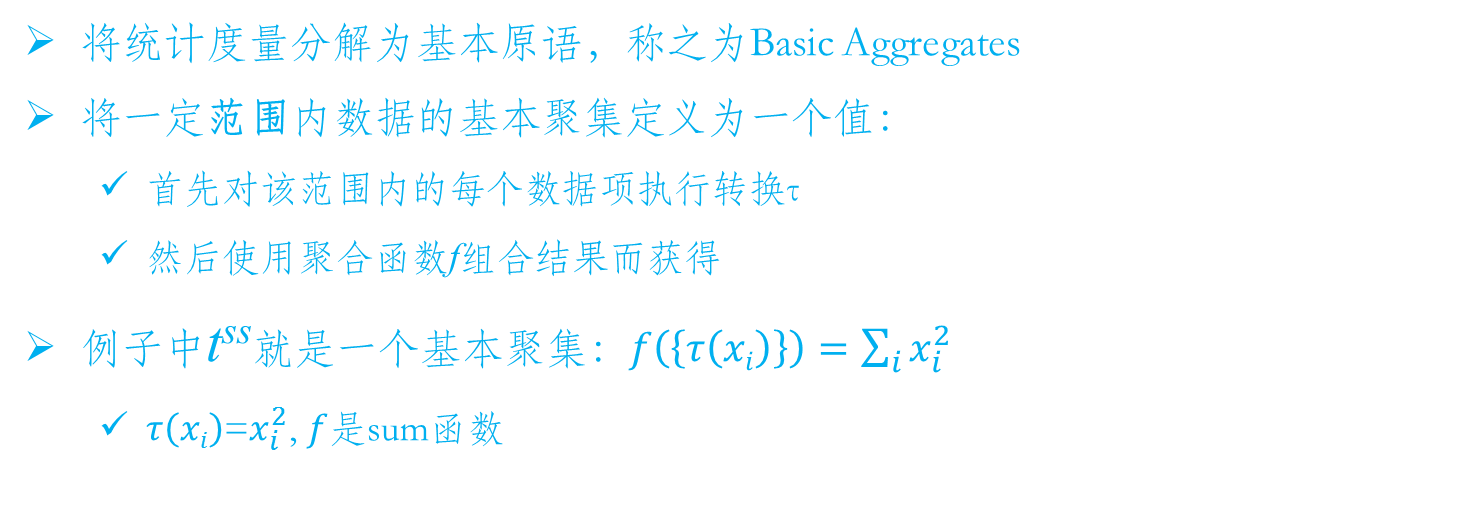 ➢ 将统计度量分解为基本原语，称之为Basic Aggregates
➢ 将一定范围内数据的基本聚集定义为一个值：
✓ 首先对该范围内的每个数据项执行转换τ
✓ 然后使用聚合函数f组合结果而获得
➢ 例子中t^{ss}就是一个基本聚集：f({τ(x_i)}) = ∑_i x_i^2
✓ τ(x_i)=x_i^2, f是sum函数